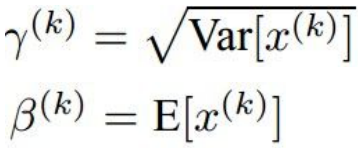 γ^(k) = √Var[x^(k)]
β^(k) = E[x^(k)]